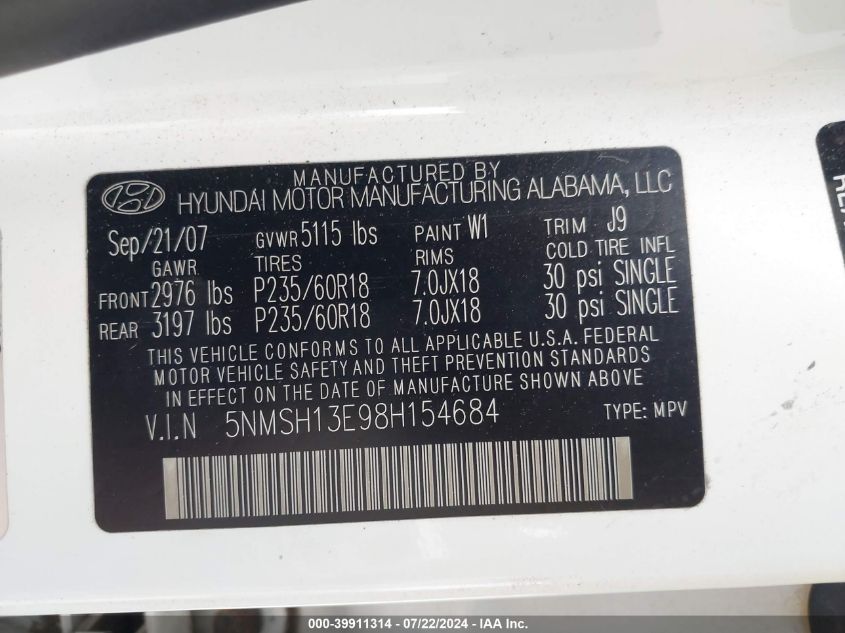 MANUFACTURED BY
HYUNDAI MOTOR MANUFACTURING ALABAMA, LLC
Sep/21/07 GVWR 5115 lbs PAINT W1 TRIM J9
GAWR TIRES RIMS COLD TIRE INFL
FRONT 2976 lbs P235/60R18 7.0JX18 30 psi SINGLE
REAR 3197 lbs P235/60R18 7.0JX18 30 psi SINGLE
THIS VEHICLE CONFORMS TO ALL APPLICABLE U.S.A. FEDERAL
MOTOR VEHICLE SAFETY AND THEFT PREVENTION STANDARDS
IN EFFECT ON THE DATE OF MANUFACTURE SHOWN ABOVE.
V.I.N 5NMSH13E98H154684 TYPE: MPV
000-39911314 - 07/22/2024 - IAA Inc.